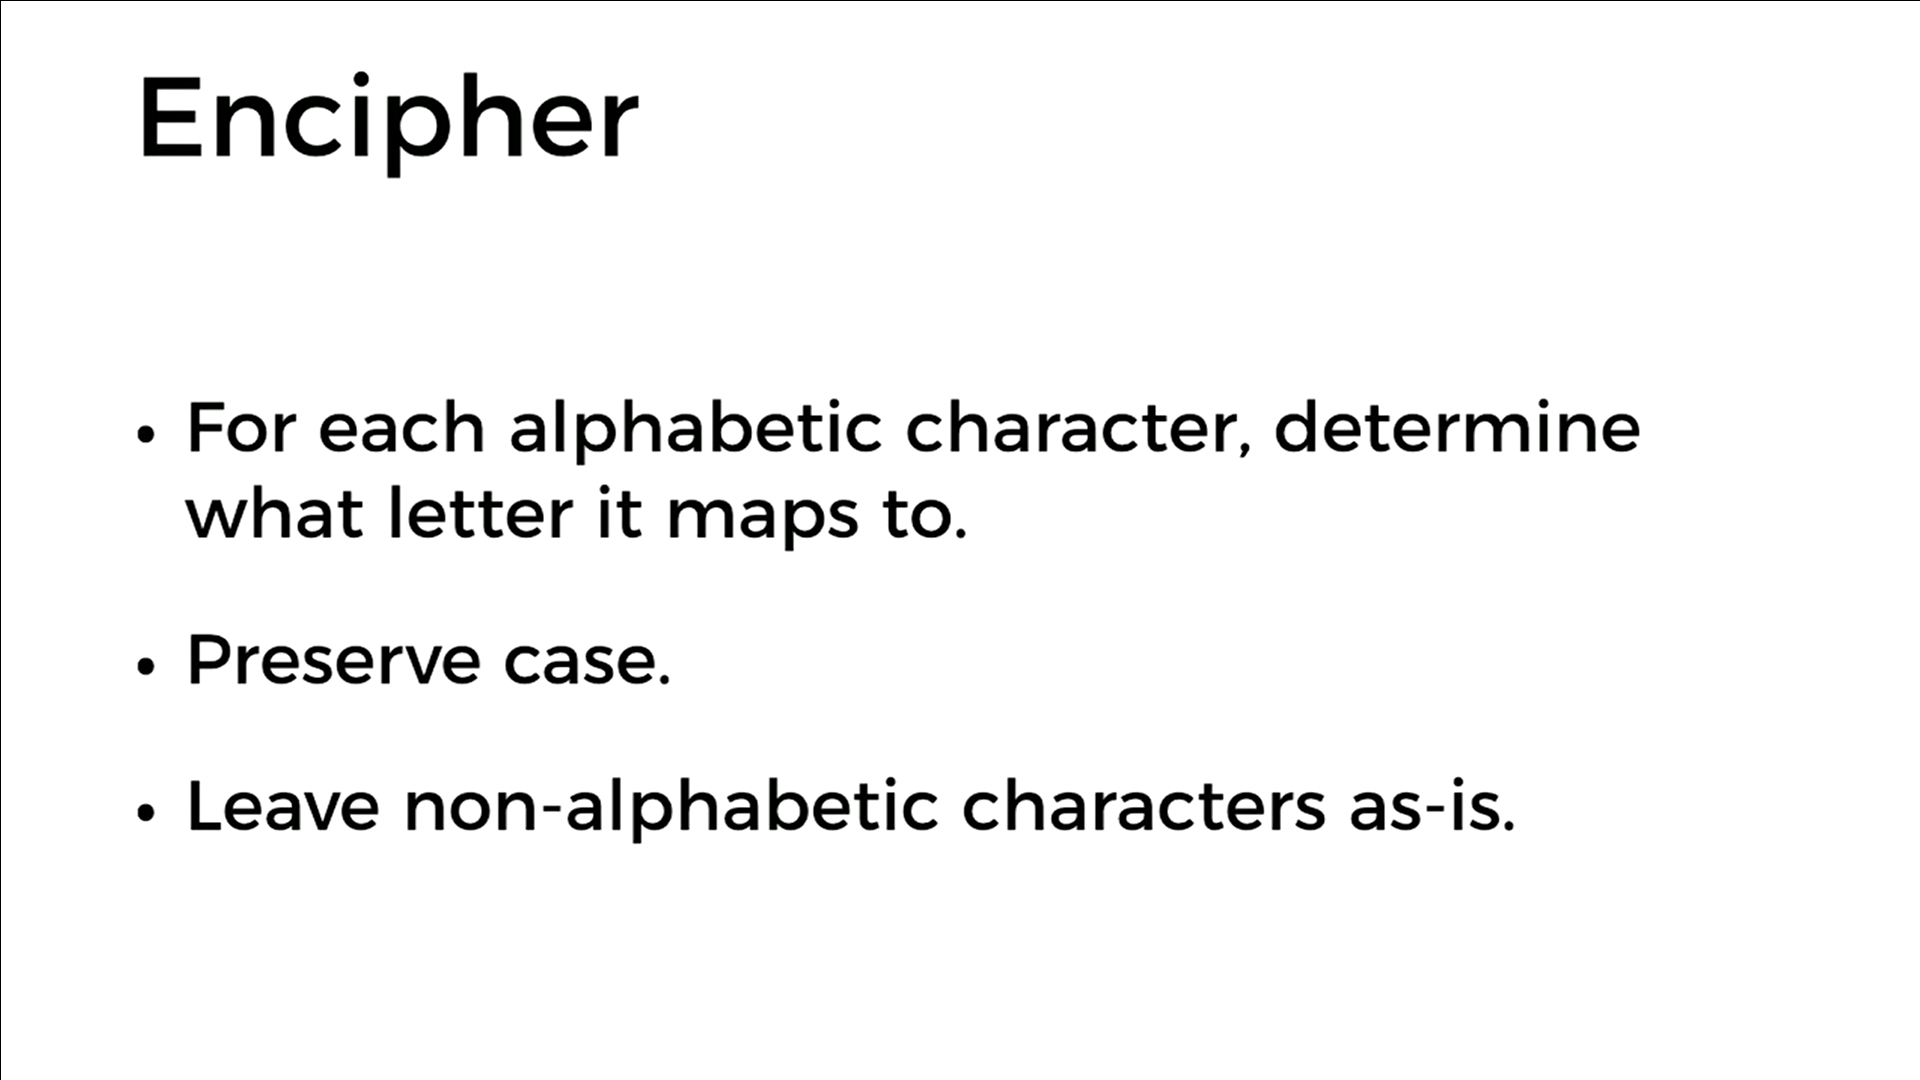 Encipher
• For each alphabetic character, determine
what letter it maps to.
• Preserve case.
• Leave non-alphabetic characters as-is.